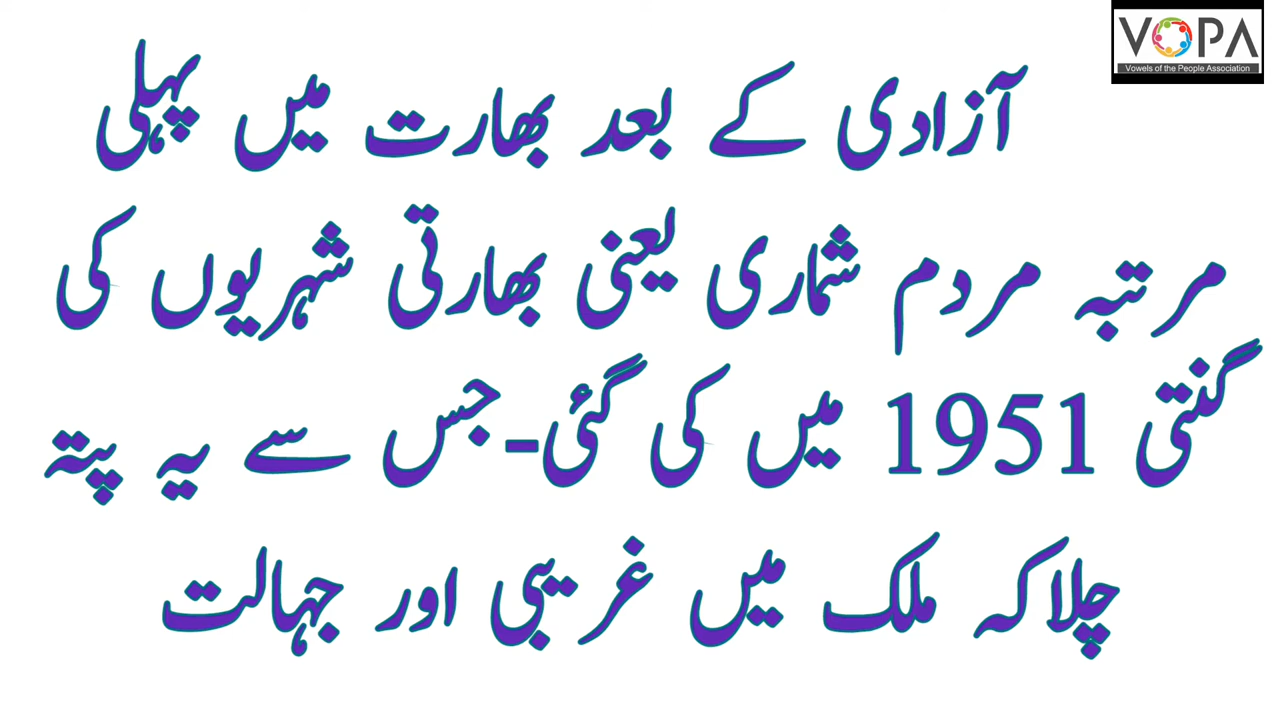 VOPA
Vowels of the People Association
آزادی کے بعد بھارت میں پہلی
مرتبہ مردم شماری یعنی بھارتی شہریوں کی
گنتی 1951 میں کی گئی-جس سے یہ پتہ
چلاکہ ملک میں غریبی اور جہالت